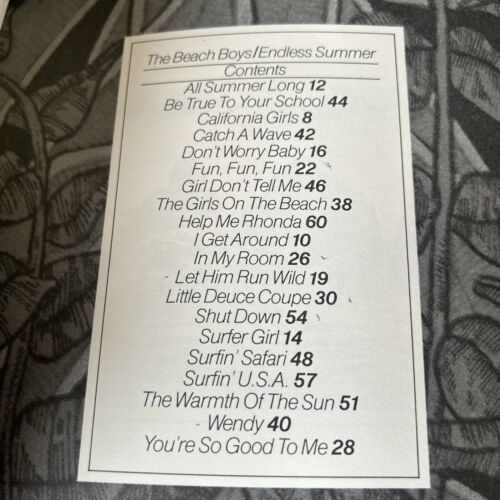 The Beach Boys/Endless Summer
Contents
All Summer Long 12
Be True To Your School 44
California Girls 8
Catch A Wave 42
Don't Worry Baby 16
Fun, Fun, Fun 22
Girl Don't Tell Me 46
The Girls On The Beach 38
Help Me Rhonda 60
I Get Around 10
In My Room 26
Let Him Run Wild 19
Little Deuce Coupe 30
Shut Down 54
Surfer Girl 14
Surfin' Safari 48
Surfin' U.S.A. 57
The Warmth Of The Sun 51
Wendy 40
You're So Good To Me 28